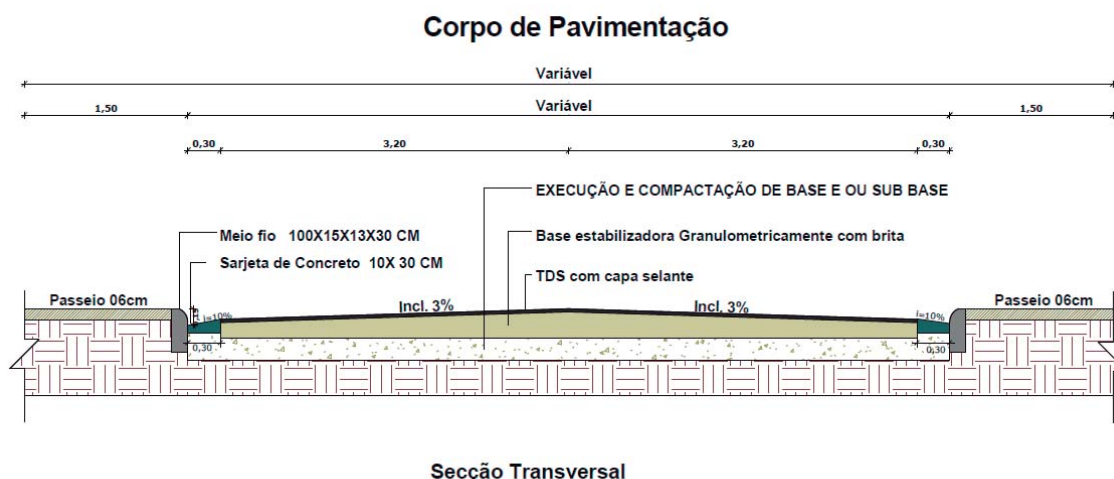 Corpo de Pavimentação
Variável
1,50
Variável
1,50
0,30
3,20
3,20
0,30
EXECUÇÃO E COMPACTAÇÃO DE BASE E OU SUB BASE
Meio fio 100X15X13X30 CM
Base estabilizadora Granulometricamente com brita
Sarjeta de Concreto 10X 30 CM
TDS com capa selante
Passeio 06cm
Incl. 3%
Incl. 3%
Passeio 06cm
i=10%
i=10%
0,30
0,30
Secção Transversal